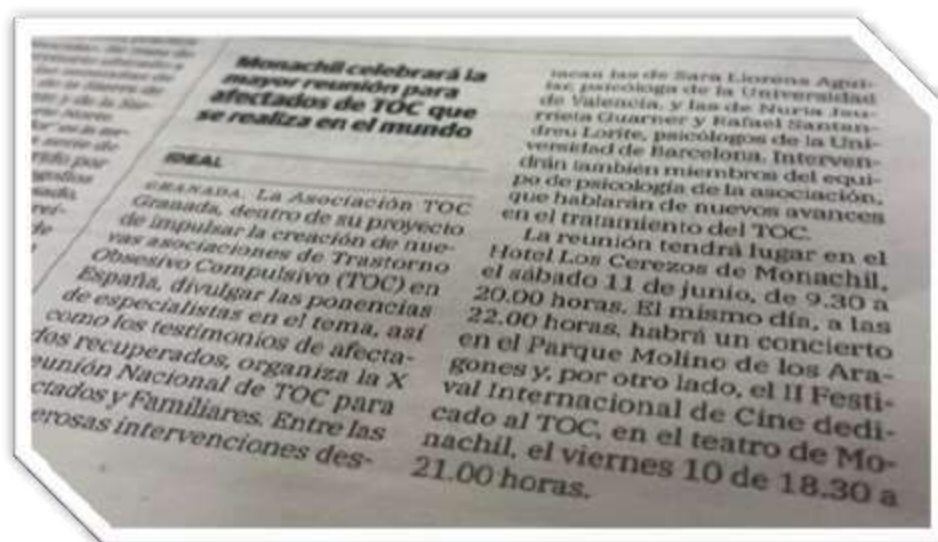 Monachil celebrará la
mayor reunión para
afectados de TOC que
se realiza en el mundo
IDEAL
GRANADA. La Asociación TOC
Granada, dentro de su proyecto
de impulsar la creación de nue-
vas asociaciones de Trastorno
Obsesivo Compulsivo (TOC) en
España, divulgar las ponencias
de especialistas en el tema, así
como los testimonios de afecta-
dos recuperados, organiza la X
eunión Nacional de TOC para
ctados y Familiares. Entre las
erosas intervenciones des-
tacan las de Sara Llorens Agui-
lar, psicóloga de la Universidad
de Valencia, y las de Nuria Jau-
rrieta Guarner y Rafael Santan-
dreu Lorite, psicólogos de la Uni-
versidad de Barcelona. Interven-
drán también miembros del equi-
po de psicología de la asociación,
que hablarán de nuevos avances
en el tratamiento del TOC.
La reunión tendrá lugar en el
Hotel Los Cerezos de Monachil,
el sábado 11 de junio, de 9.30 a
20.00 horas. El mismo día, a las
22.00 horas, habrá un concierto
en el Parque Molino de los Ara-
gones y, por otro lado, el II Festi-
val Internacional de Cine dedi-
cado al TOC, en el teatro de Mo-
nachil, el viernes 10 de 18.30 a
21.00 horas.